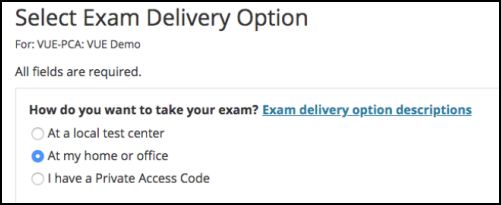 Select Exam Delivery Option
For: VUE-PCA: VUE Demo
All fields are required.
How do you want to take your exam? Exam delivery option descriptions
At a local test center
At my home or office
I have a Private Access Code